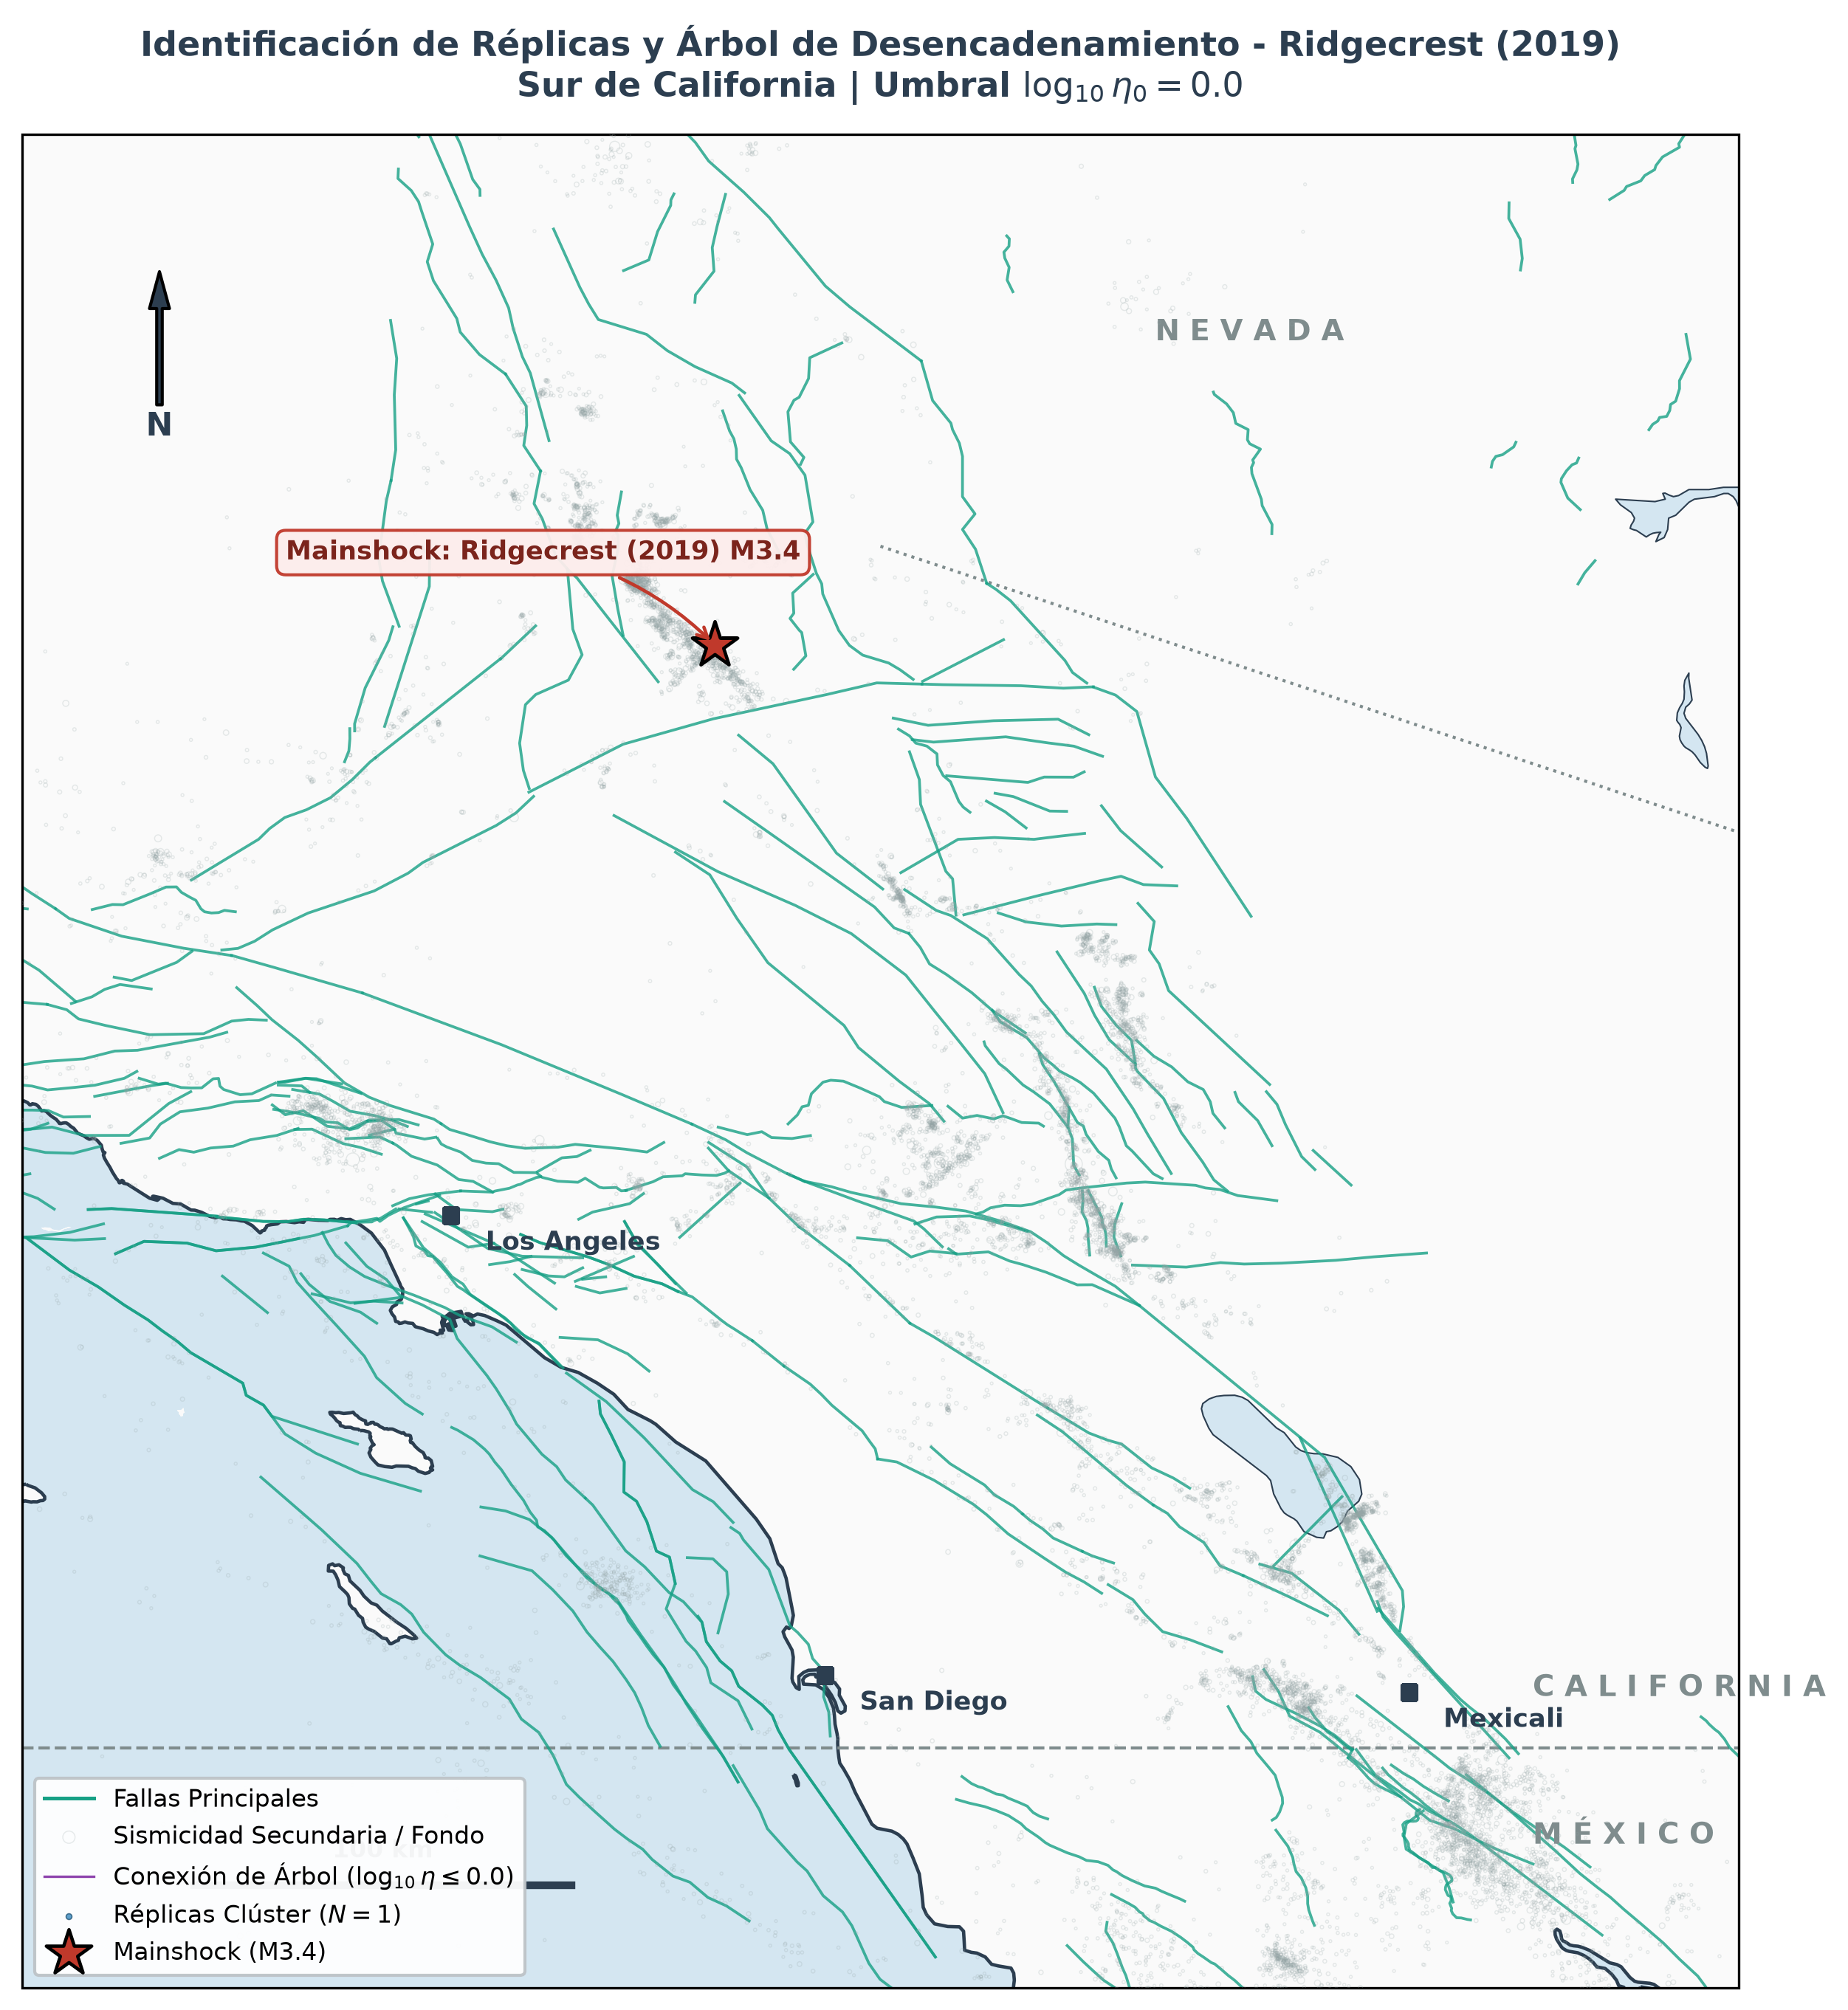 Identificación de Réplicas y Árbol de Desencadenamiento - Ridgecrest (2019)
Sur de California | Umbral log₁₀ η₀ = 0.0
NEVADA
N
Mainshock: Ridgecrest (2019) M3.4
Los Angeles
San Diego
CALIFORNIA
Mexicali
MÉXICO
Fallas Principales
Sismicidad Secundaria / Fondo
100 km
Conexión de Árbol (log₁₀ η ≤ 0.0)
Réplicas Clúster (N = 1)
Mainshock (M3.4)